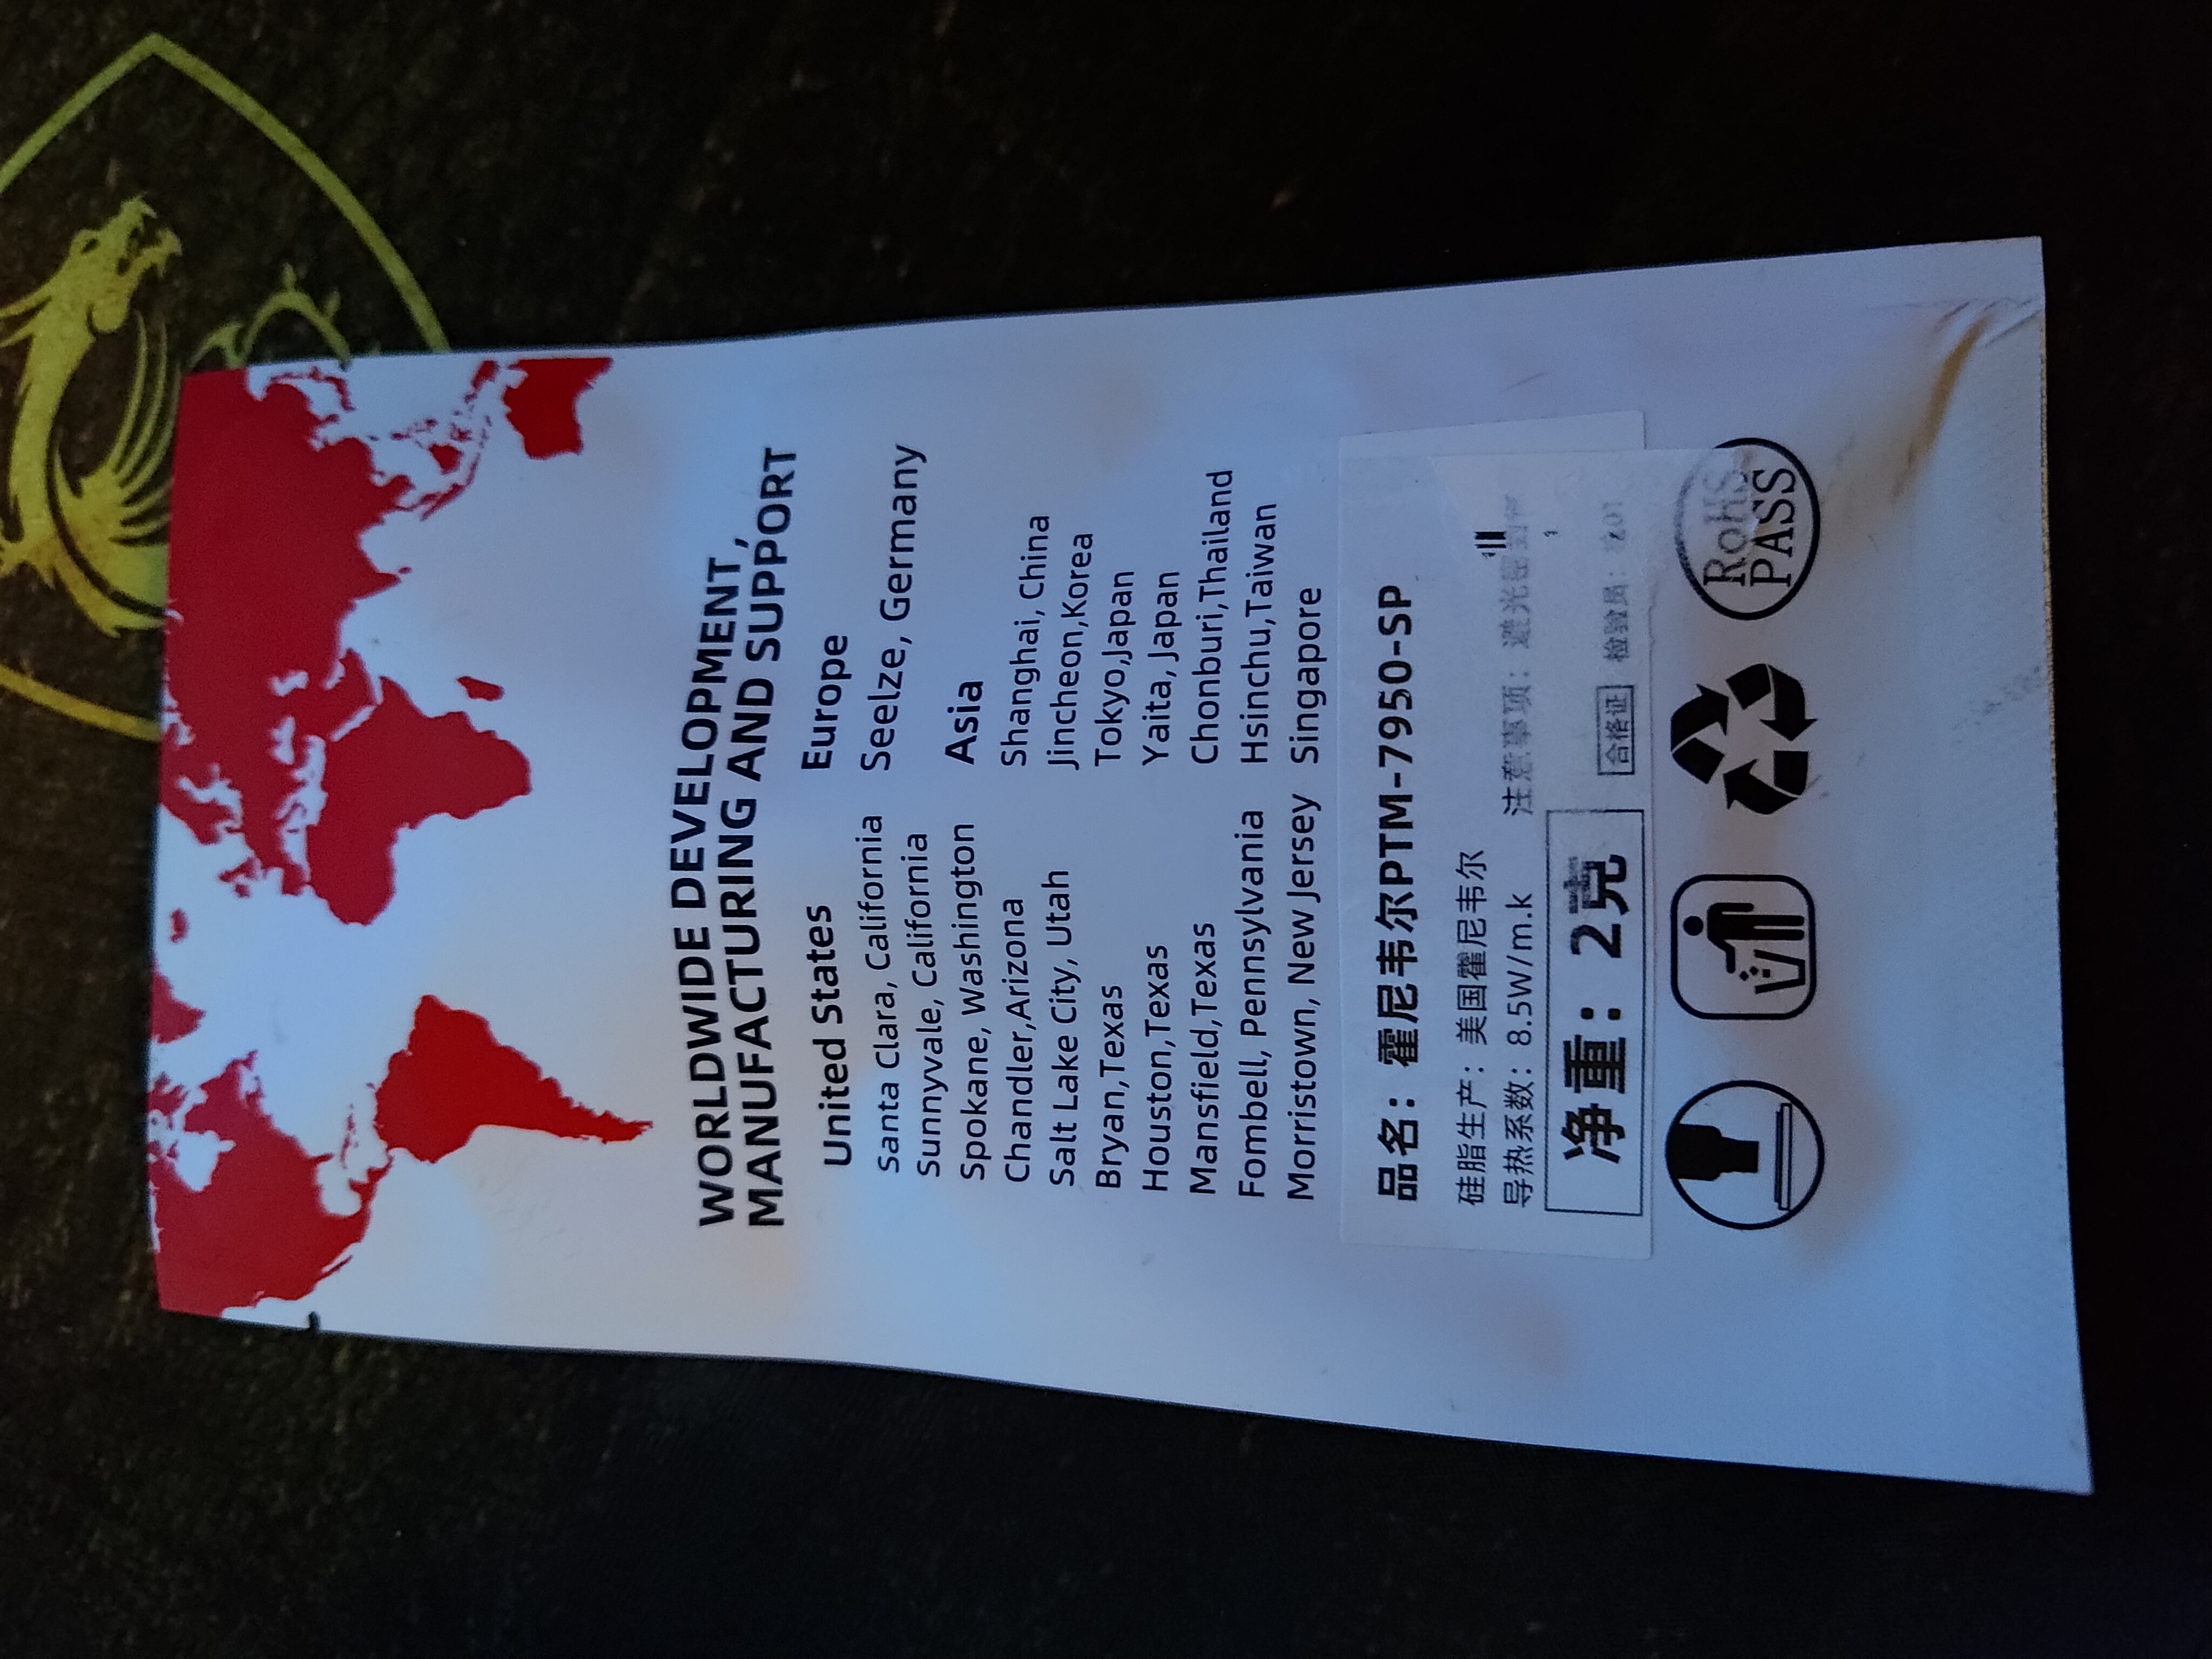 WORLDWIDE DEVELOPMENT,
MANUFACTURING AND SUPPORT
United States
Santa Clara, California
Sunnyvale, California
Spokane, Washington
Chandler,Arizona
Salt Lake City, Utah
Bryan,Texas
Houston,Texas
Mansfield,Texas
Fombell, Pennsylvania
Morristown, New Jersey
Europe
Seelze, Germany
Asia
Shanghai, China
Jincheon,Korea
Tokyo,Japan
Yaita, Japan
Chonburi,Thailand
Hsinchu,Taiwan
Singapore
品名：霍尼韦尔PTM-7950-SP
硅脂生产：美国霍尼韦尔
导热系数：8.5W/m.k
注意事项：避光密封
净重：2克
合格证 检验员：
RoHS
PASS